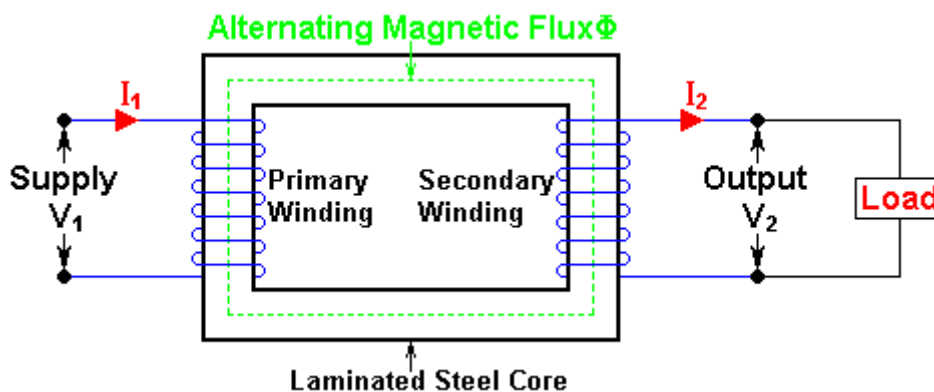 Alternating Magnetic FluxΦ
I1
I2
Supply
V1
Primary
Winding
Secondary
Winding
Output
V2
Load
Laminated Steel Core